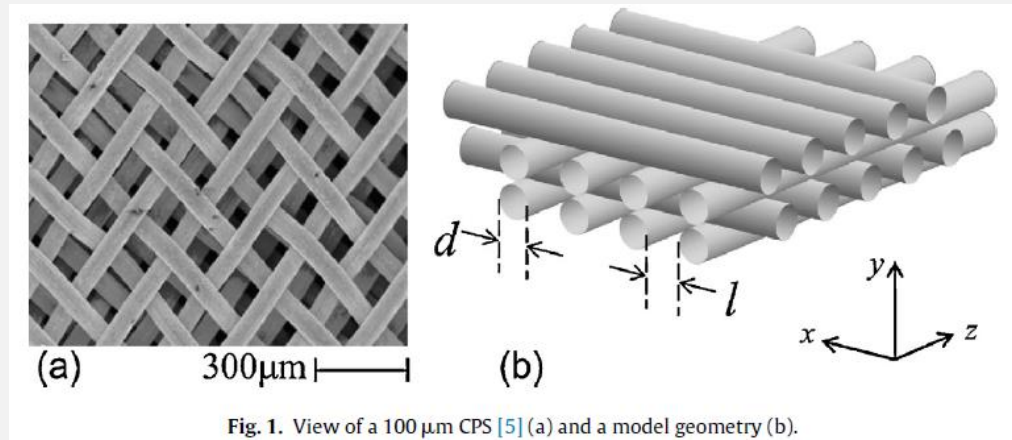 d
l
y
x
z
(a)
300μm
(b)
Fig. 1. View of a 100 μm CPS [5] (a) and a model geometry (b).